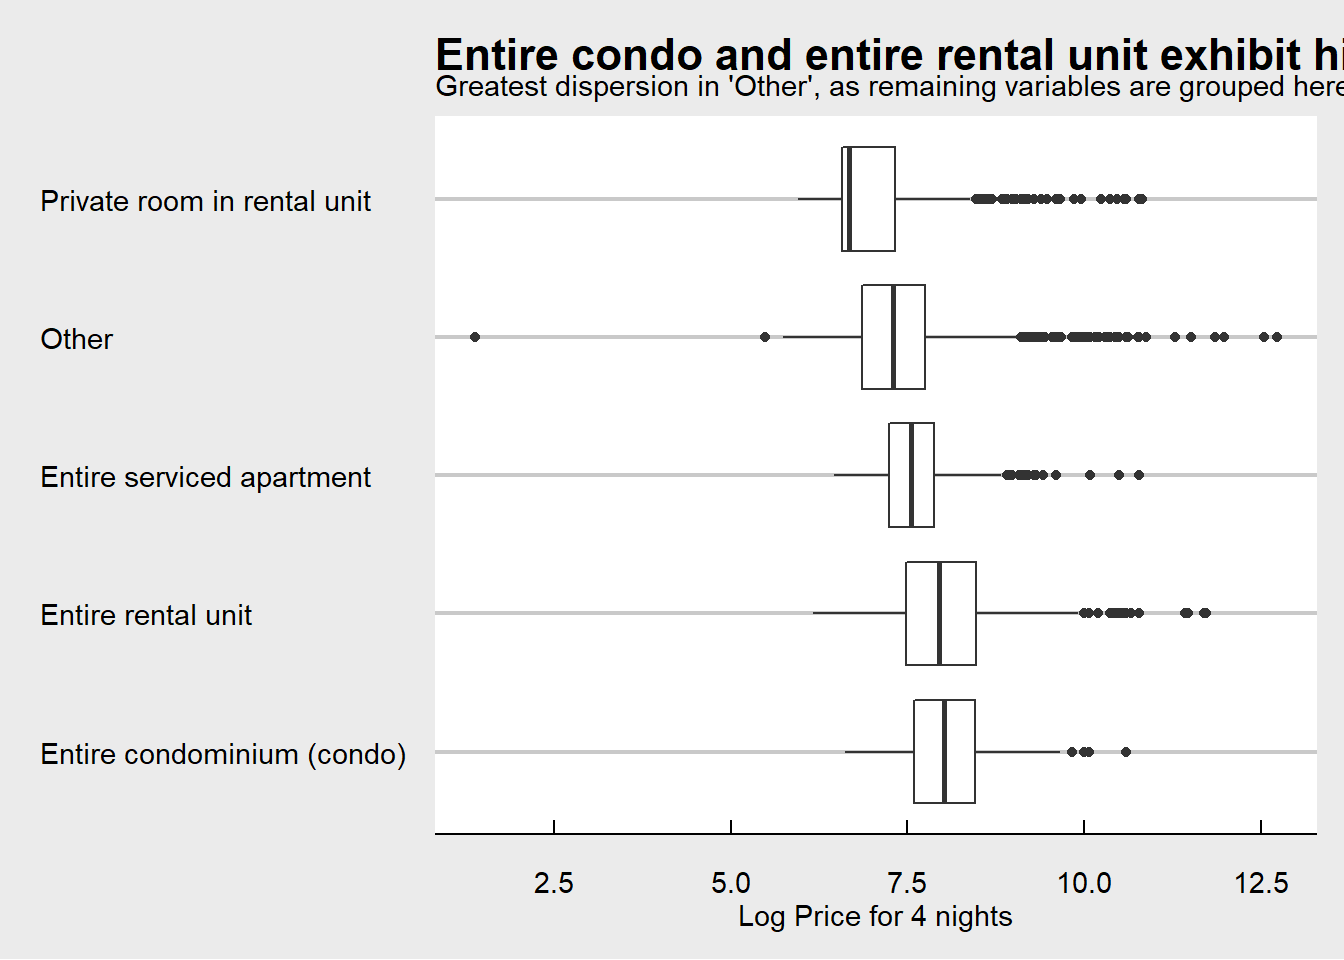 Entire condo and entire rental unit exhibit
Greatest dispersion in 'Other', as remaining variables are grouped here
Private room in rental unit
Other
Entire serviced apartment
Entire rental unit
Entire condominium (condo)
2.5 5.0 7.5 10.0 12.5
Log Price for 4 nights